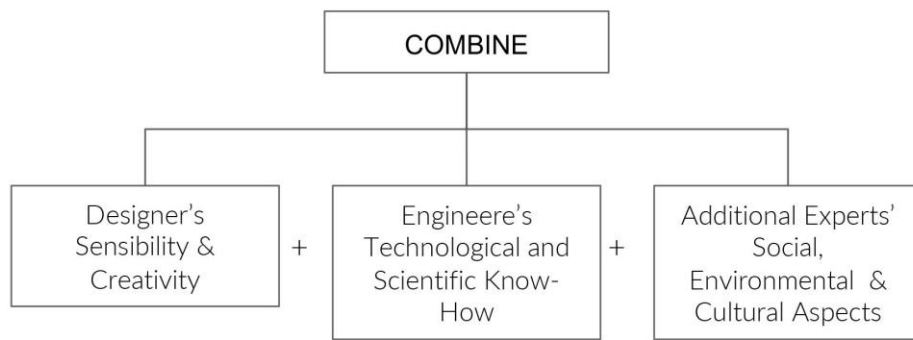 COMBINE
Designer’s
Sensibility &
Creativity
+
Engineere’s
Technological and
Scientific Know-
How
+
Additional Experts’
Social,
Environmental &
Cultural Aspects